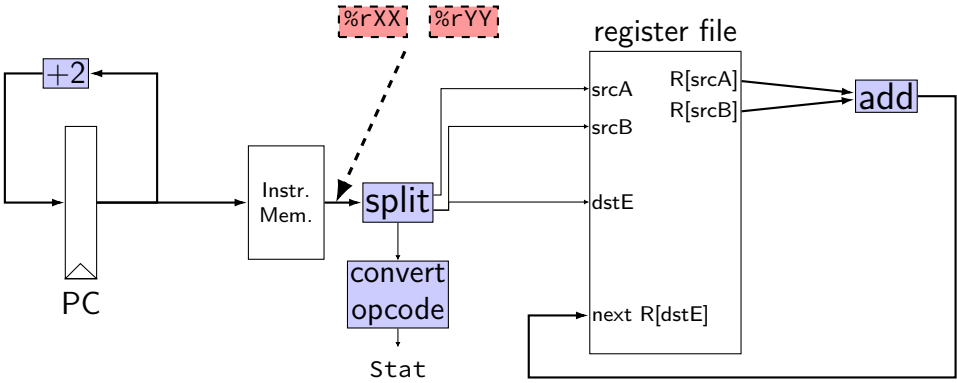 %rXX %rYY
register file
+2
R[srcA]
srcA
add
R[srcB]
srcB
Instr.
Mem.
split
dstE
convert
opcode
PC
next R[dstE]
Stat